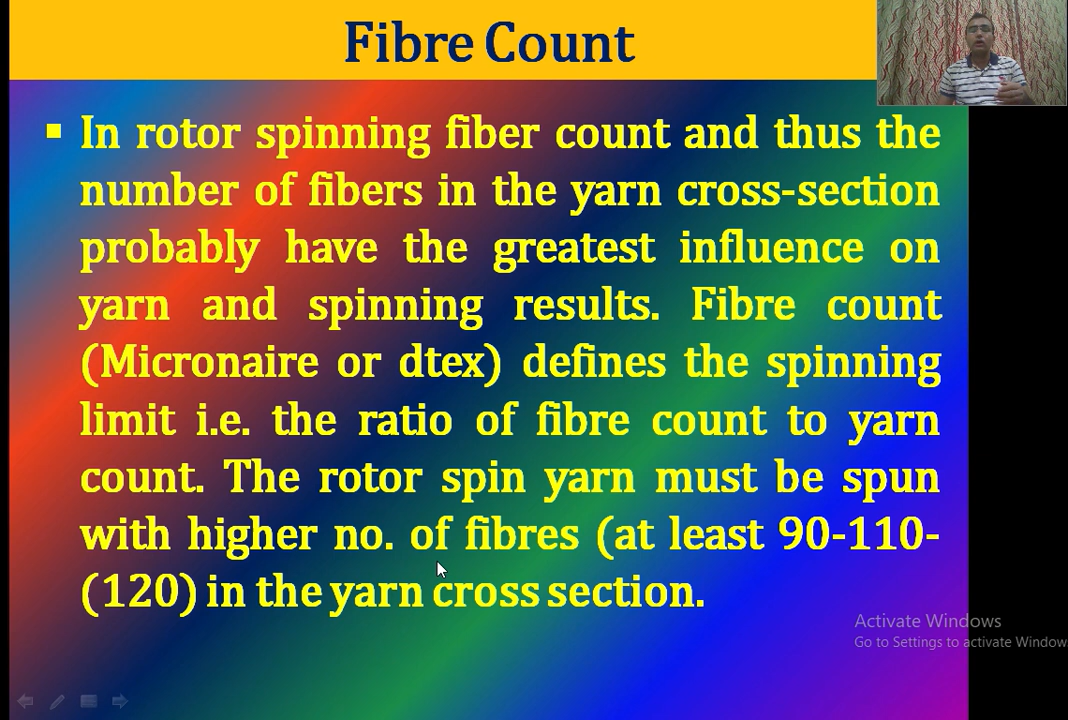 Fibre Count
▪ In rotor spinning fiber count and thus the
number of fibers in the yarn cross-section
probably have the greatest influence on
yarn and spinning results. Fibre count
(Micronaire or dtex) defines the spinning
limit i.e. the ratio of fibre count to yarn
count. The rotor spin yarn must be spun
with higher no. of fibres (at least 90-110-
(120) in the yarn cross section.
Activate Windows
Go to Settings to activate Window